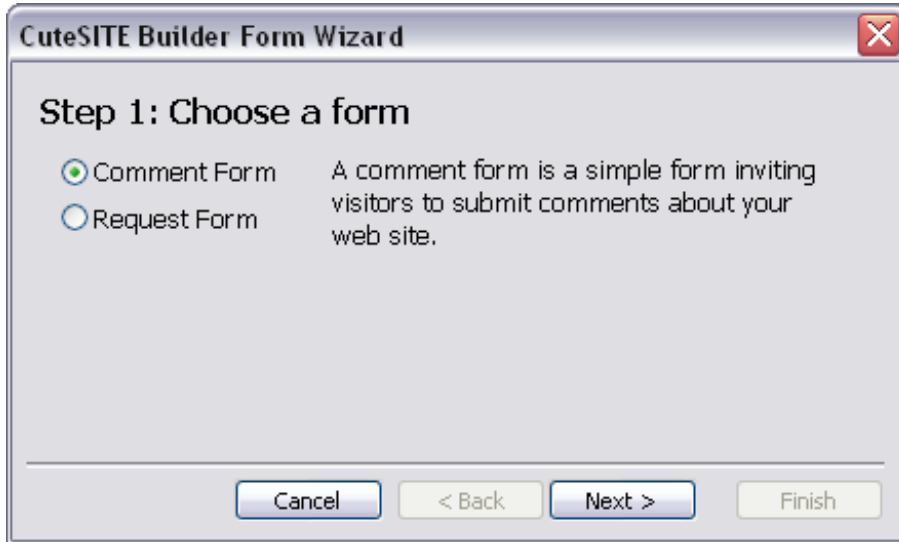 CuteSITE Builder Form Wizard
Step 1: Choose a form
Comment Form
Request Form
A comment form is a simple form inviting
visitors to submit comments about your
web site.
Cancel
< Back
Next >
Finish